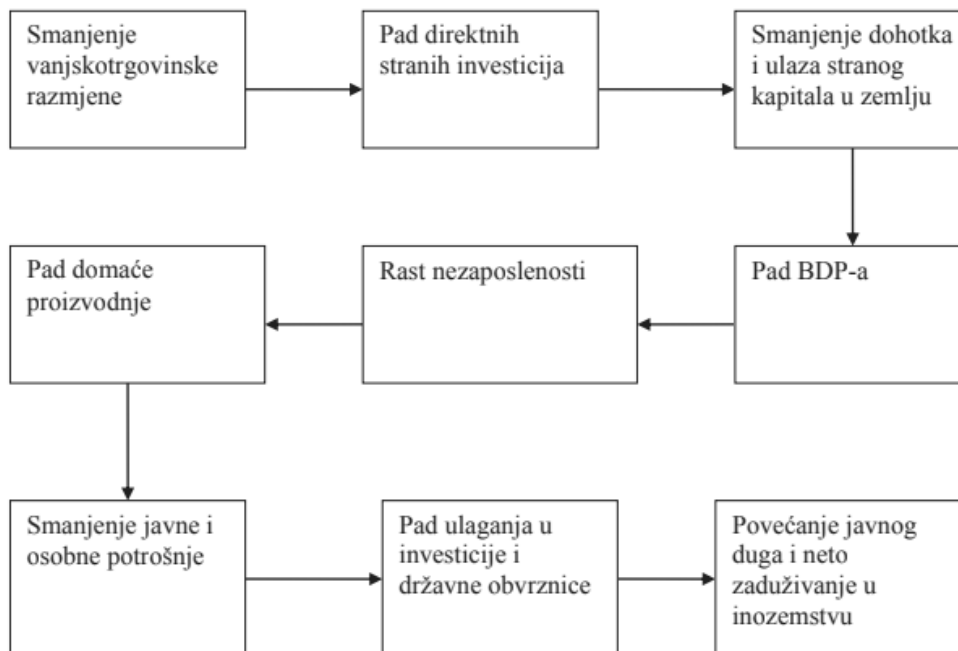 Smanjenje
vanjskotrgovinske
razmjene
Pad direktnih
stranih investicija
Smanjenje dohotka
i ulaza stranog
kapitala u zemlju
Pad BDP-a
Rast nezaposlenosti
Pad domaće
proizvodnje
Smanjenje javne i
osobne potrošnje
Pad ulaganja u
investicije i
državne obvrznice
Povećanje javnog
duga i neto
zaduživanje u
inozemstvu